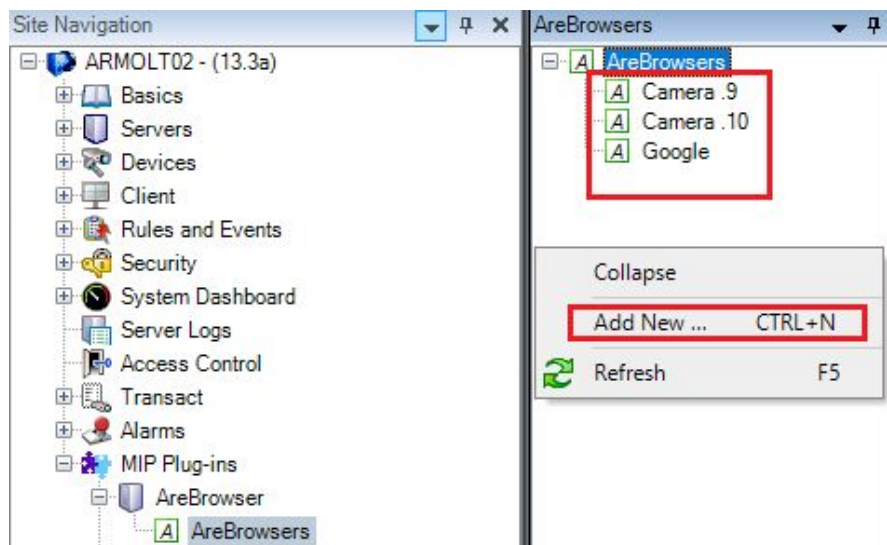 Site Navigation
ARMOLT02 - (13.3a)
Basics
Servers
Devices
Client
Rules and Events
Security
System Dashboard
Server Logs
Access Control
Transact
Alarms
MIP Plug-ins
AreBrowser
A AreBrowsers
AreBrowsers
A AreBrowsers
A Camera .9
A Camera .10
A Google
Collapse
Add New ... CTRL+N
Refresh F5